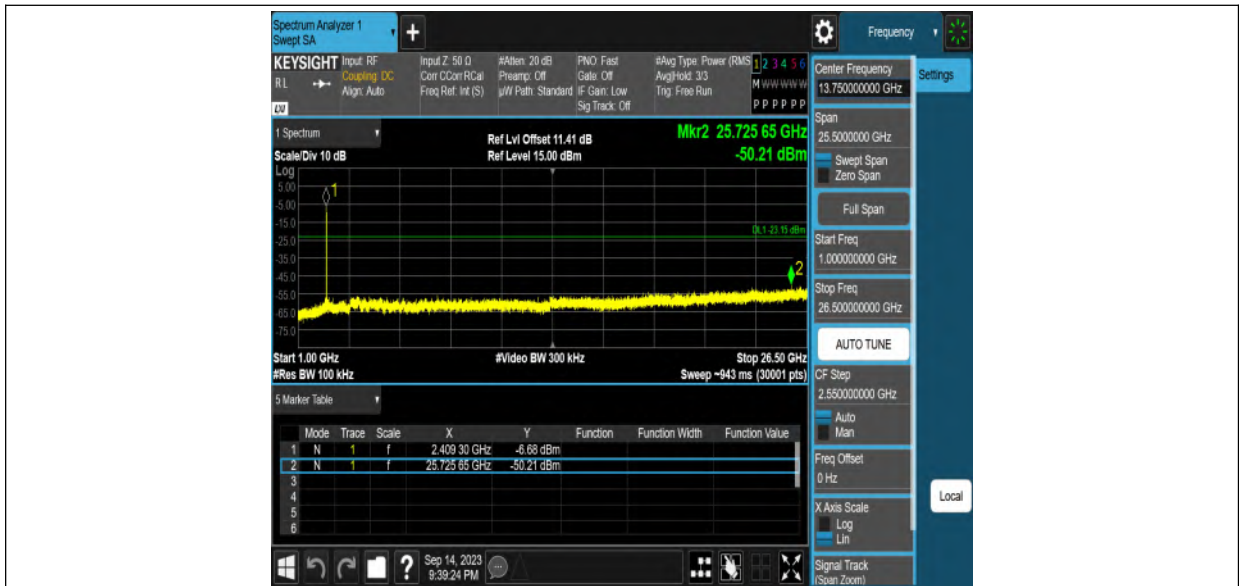 Spectrum Analyzer 1
Swept SA
+
Frequency
KEYSIGHT
RL
LXI
Input: RF
Coupling: DC
Align: Auto
Input Z: 50 Ω
Corr CCorr RCal
Freq Ref: Int (S)
#Atten: 20 dB
Preamp: Off
µW Path: Standard
PNO: Fast
Gate: Off
IF Gain: Low
Sig Track: Off
#Avg Type: Power (RMS
Avg|Hold: 3/3
Trig: Free Run
1 2 3 4 5 6
M W W W W W
P P P P P P
1 Spectrum
Scale/Div 10 dB
Ref Lvl Offset 11.41 dB
Ref Level 15.00 dBm
Mkr2 25.725 65 GHz
-50.21 dBm
Log
5.00
-5.00
-15.0
-25.0
-35.0
-45.0
-55.0
-65.0
-75.0
1
DL1 -23.15 dBm
2
Start 1.00 GHz
#Res BW 100 kHz
#Video BW 300 kHz
Stop 26.50 GHz
Sweep ~943 ms (30001 pts)
5 Marker Table
Mode Trace Scale X Y Function Function Width Function Value
1 N 1 f 2.409 30 GHz -6.68 dBm
2 N 1 f 25.725 65 GHz -50.21 dBm
3
4
5
6
?
Sep 14, 2023
9:39:24 PM
Center Frequency
13.750000000 GHz
Settings
Span
25.5000000 GHz
Swept Span
Zero Span
Full Span
Start Freq
1.000000000 GHz
Stop Freq
26.500000000 GHz
AUTO TUNE
CF Step
2.550000000 GHz
Auto
Man
Freq Offset
0 Hz
Local
X Axis Scale
Log
Lin
Signal Track
(Span Zoom)